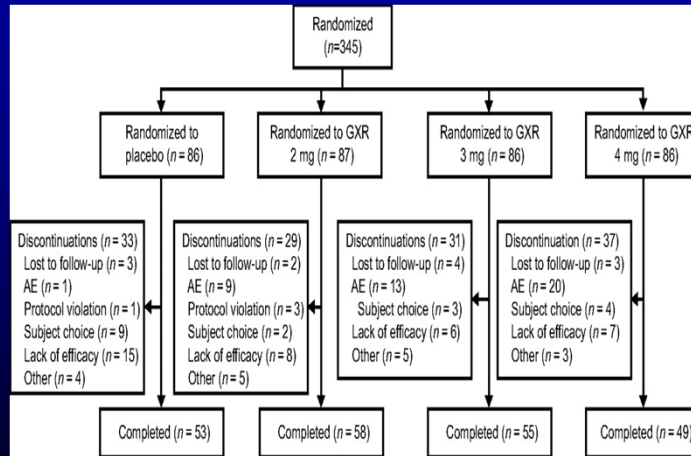 Randomized
(n=345)
Randomized to
placebo (n = 86)
Randomized to GXR
2 mg (n = 87)
Randomized to GXR
3 mg (n = 86)
Randomized to GXR
4 mg (n = 86)
Discontinuations (n = 33)
Lost to follow-up (n = 3)
AE (n = 1)
Protocol violation (n = 1)
Subject choice (n = 9)
Lack of efficacy (n = 15)
Other (n = 4)
Discontinuations (n = 29)
Lost to follow-up (n = 2)
AE (n = 9)
Protocol violation (n = 3)
Subject choice (n = 2)
Lack of efficacy (n = 8)
Other (n = 5)
Discontinuations (n = 31)
Lost to follow-up (n = 4)
AE (n = 13)
Subject choice (n = 3)
Lack of efficacy (n = 6)
Other (n = 5)
Discontinuation (n = 37)
Lost to follow-up (n = 3)
AE (n = 20)
Subject choice (n = 4)
Lack of efficacy (n = 7)
Other (n = 3)
Completed (n = 53)
Completed (n = 58)
Completed (n = 55)
Completed (n = 49)